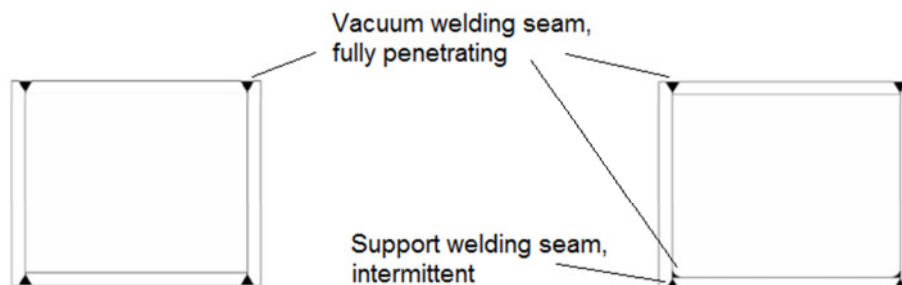 Vacuum welding seam,
fully penetrating
Support welding seam,
intermittent